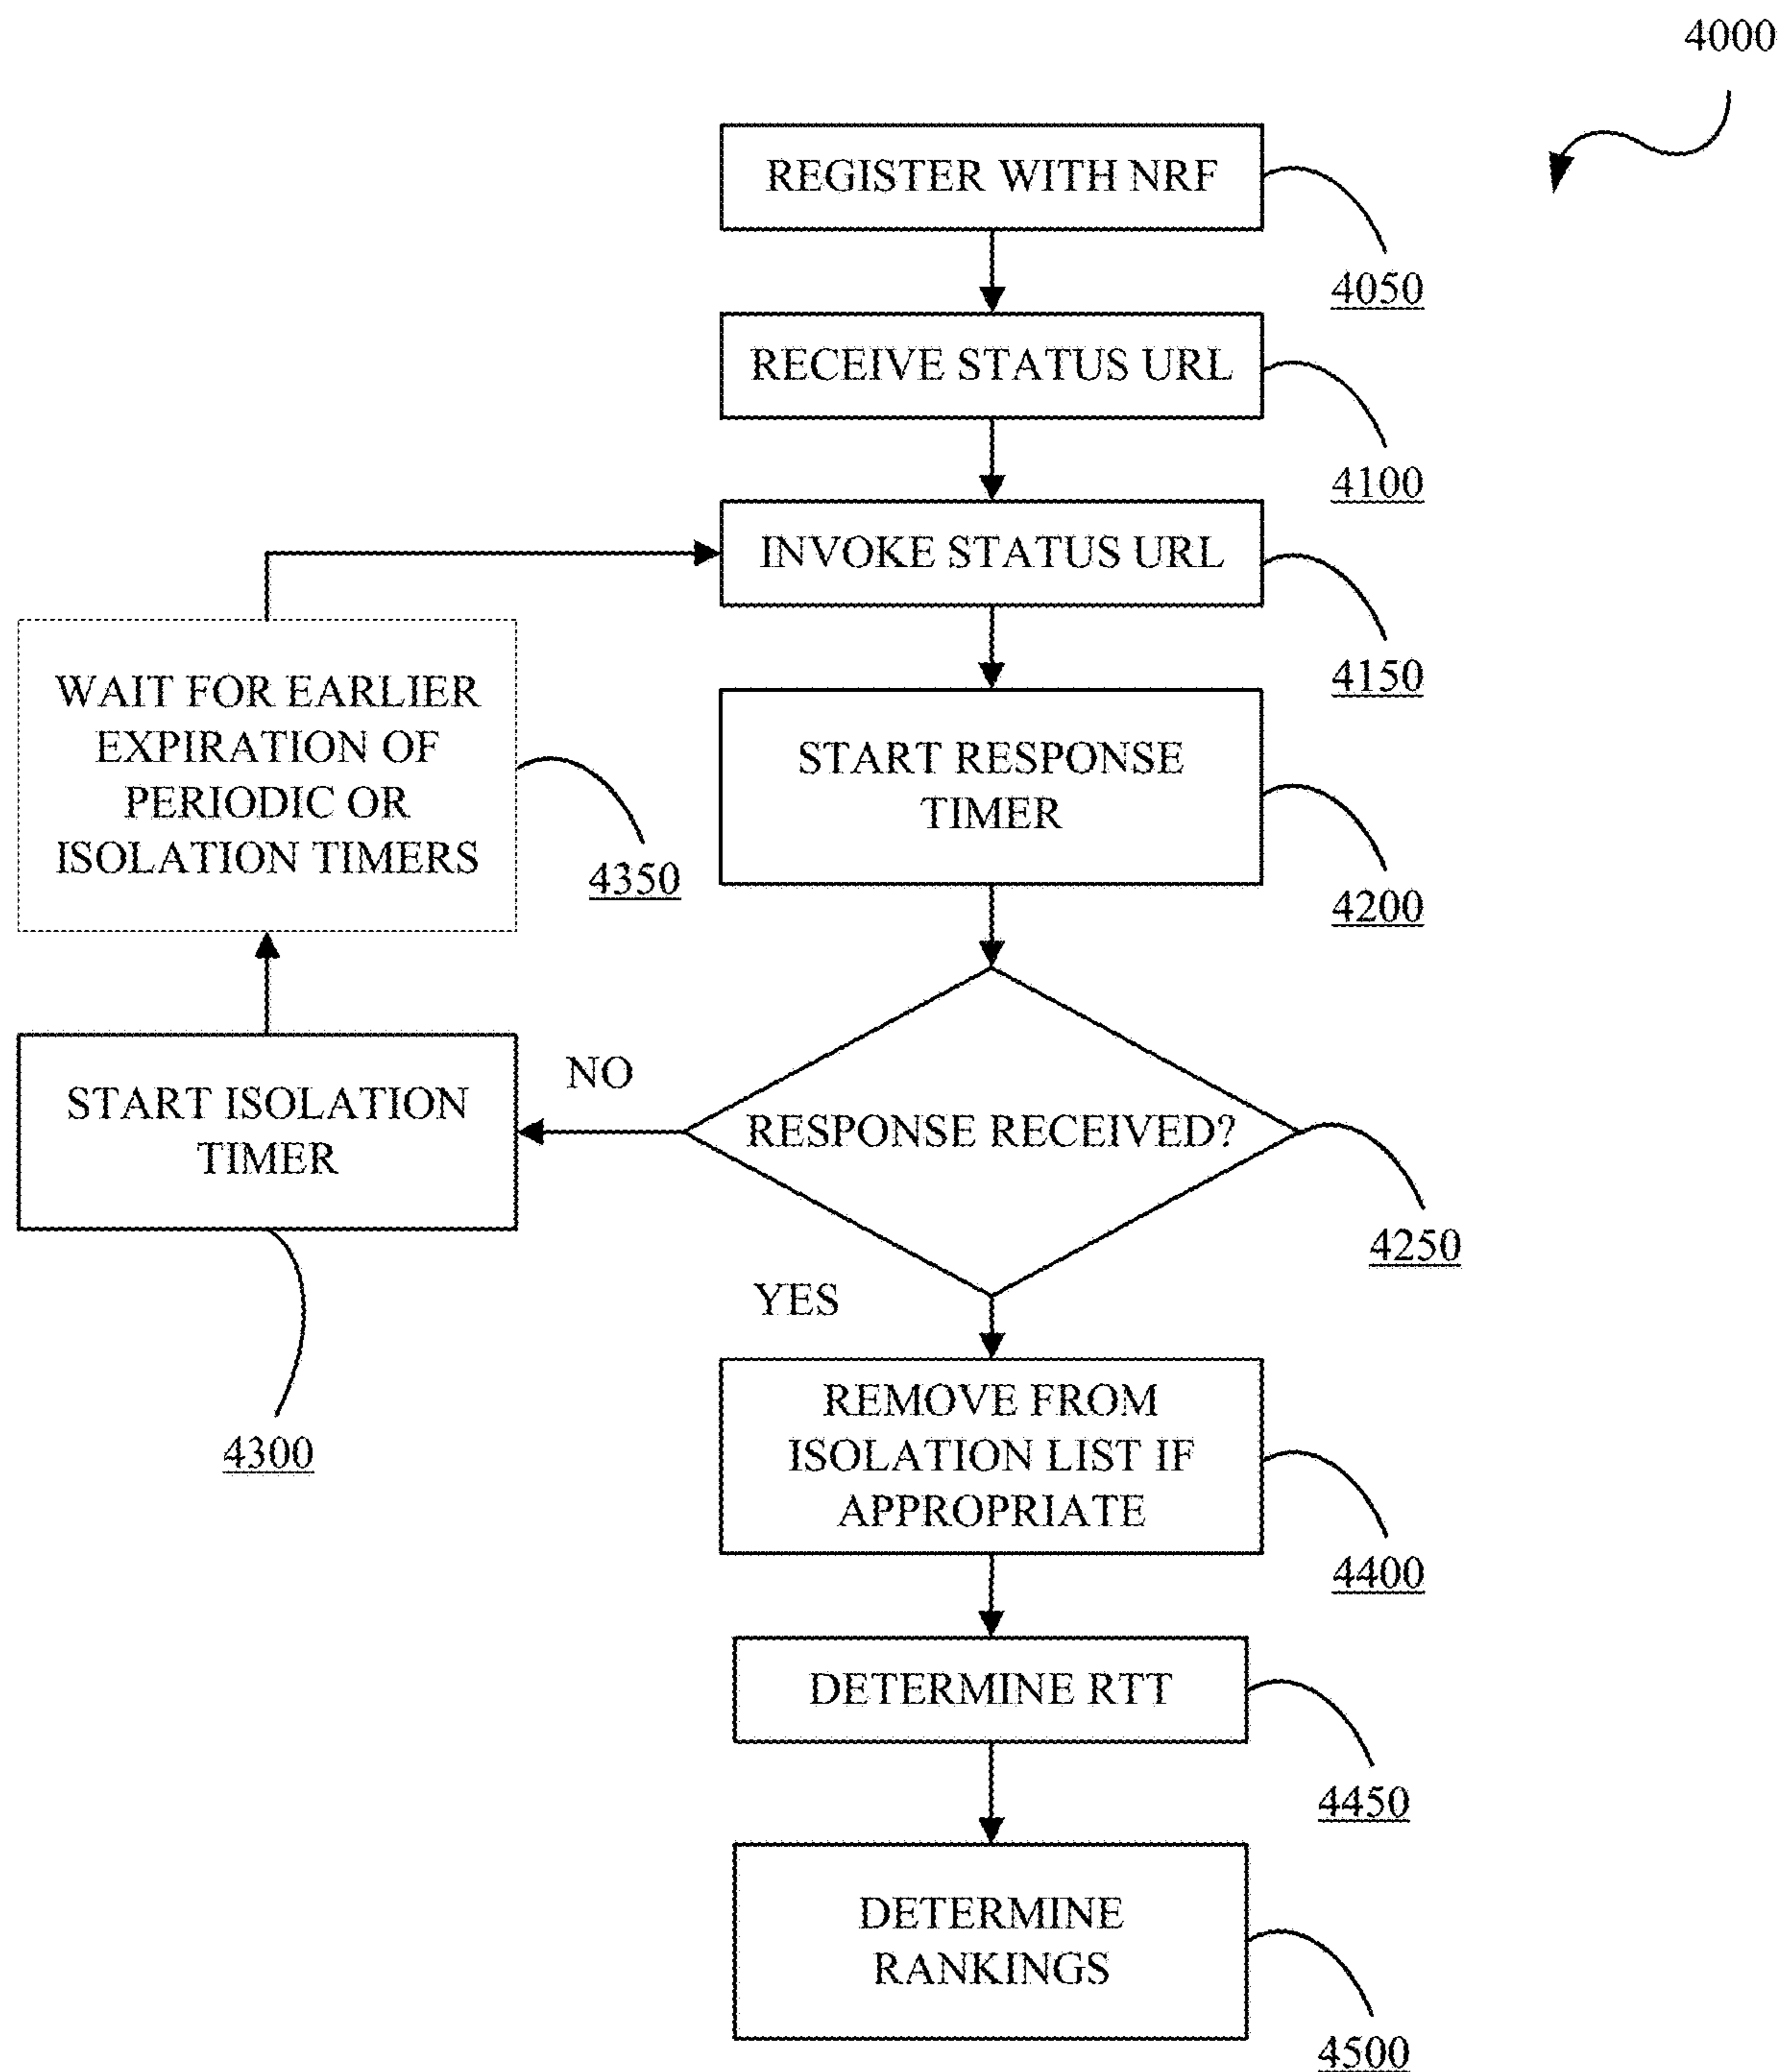 4000
REGISTER WITH NRF
4050
RECEIVE STATUS URL
4100
INVOKE STATUS URL
4150
WAIT FOR EARLIER
EXPIRATION OF
PERIODIC OR
ISOLATION TIMERS
4350
START RESPONSE
TIMER
4200
RESPONSE RECEIVED?
4250
NO
START ISOLATION
TIMER
4300
YES
REMOVE FROM
ISOLATION LIST IF
APPROPRIATE
4400
DETERMINE RTT
4450
DETERMINE
RANKINGS
4500